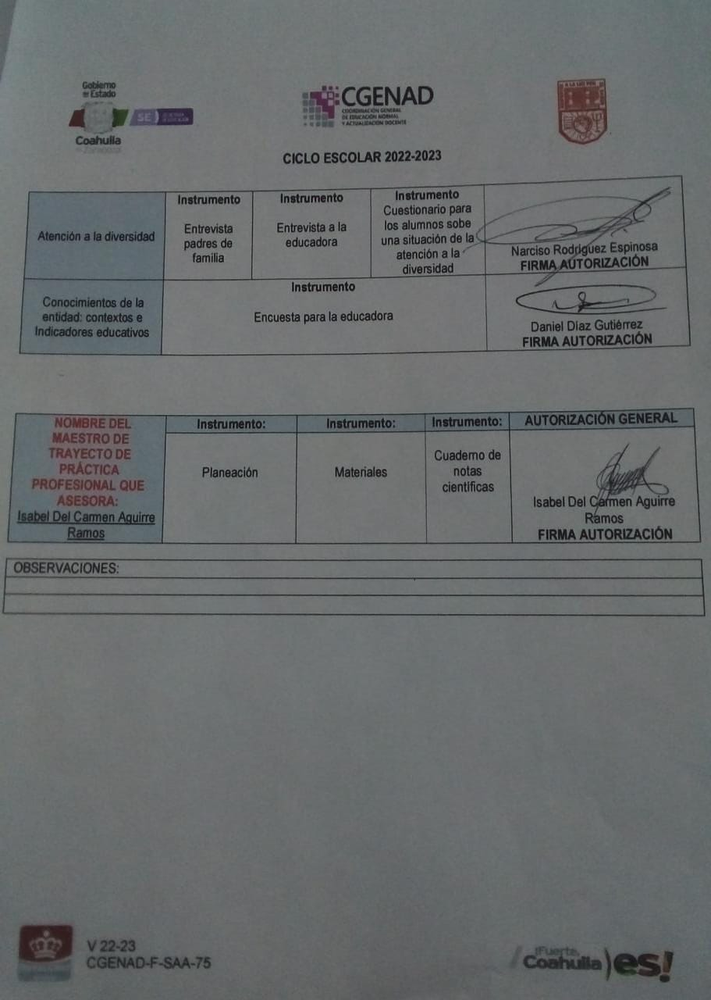 Gobierno
de Estado
Coahuila
SE
CGENAD
COORDINACIÓN GENERAL
DE EDUCACIÓN NORMAL
Y ACTUALIZACIÓN DOCENTE
CICLO ESCOLAR 2022-2023
Atención a la diversidad
Instrumento
Entrevista
padres de
familia
Instrumento
Entrevista a la
educadora
Instrumento
Cuestionario para
los alumnos sobe
una situación de la
atención a la
diversidad
Narciso Rodríguez Espinosa
FIRMA AUTORIZACIÓN
Conocimientos de la
entidad: contextos e
Indicadores educativos
Instrumento
Encuesta para la educadora
Daniel Díaz Gutiérrez
FIRMA AUTORIZACIÓN
NOMBRE DEL
MAESTRO DE
TRAYECTO DE
PRÁCTICA
PROFESIONAL QUE
ASESORA:
Isabel Del Carmen Aguirre
Ramos
Instrumento:
Planeación
Instrumento:
Materiales
Instrumento:
Cuaderno de
notas
científicas
AUTORIZACIÓN GENERAL
Isabel Del Carmen Aguirre
Ramos
FIRMA AUTORIZACIÓN
OBSERVACIONES:
V 22-23
CGENAD-F-SAA-75
¡Fuerte,
Coahuila es!